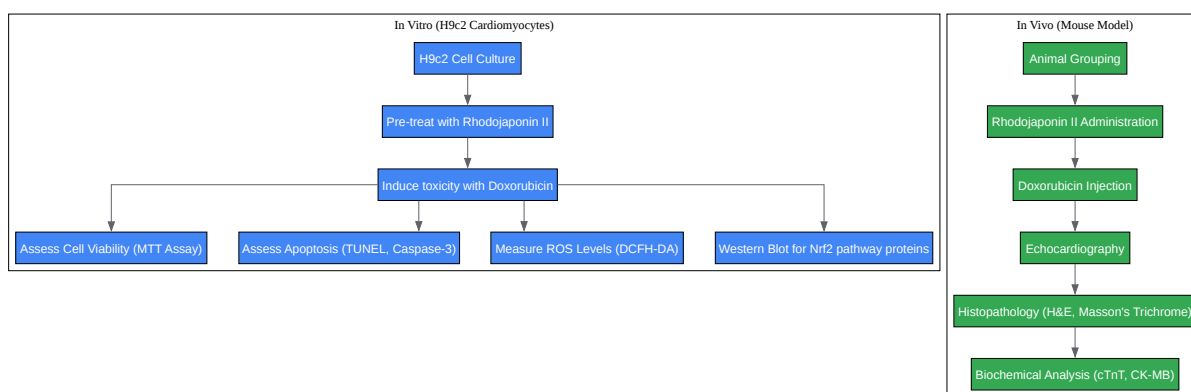 In Vitro (H9c2 Cardiomyocytes)
H9c2 Cell Culture
Pre-treat with Rhodojaponin II
Induce toxicity with Doxorubicin
Assess Cell Viability (MTT Assay)
Assess Apoptosis (TUNEL, Caspase-3)
Measure ROS Levels (DCFH-DA)
Western Blot for Nrf2 pathway proteins
In Vivo (Mouse Model)
Animal Grouping
Rhodojaponin II Administration
Doxorubicin Injection
Echocardiography
Histopathology (H&E, Masson's Trichrome)
Biochemical Analysis (cTnT, CK-MB)